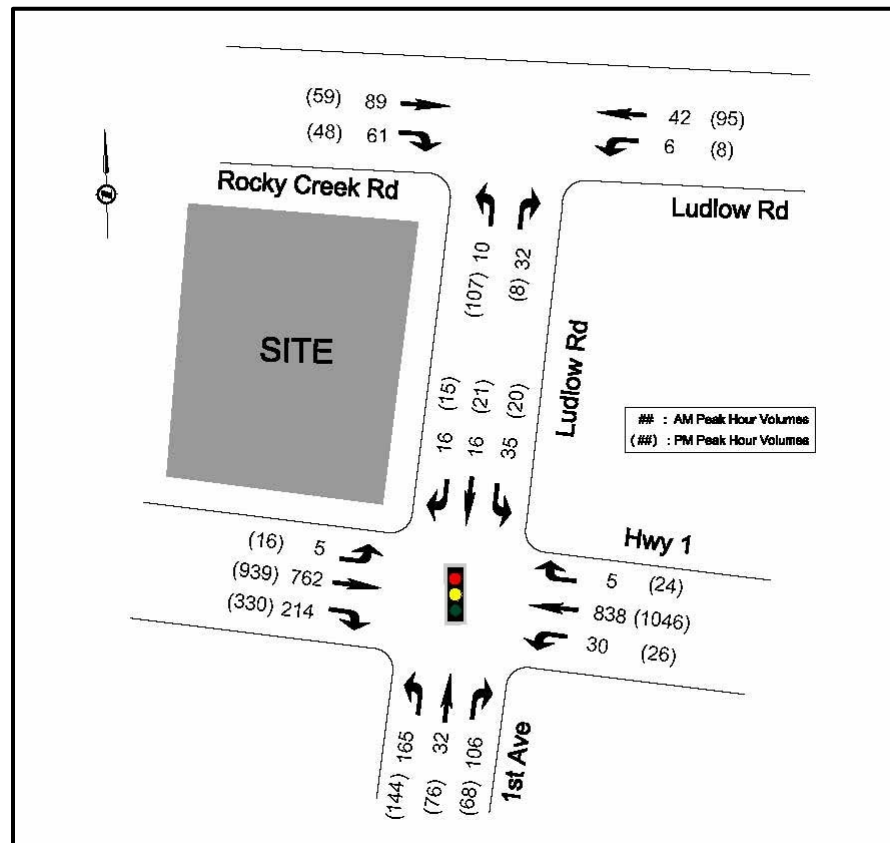 (59) 89
42 (95)
(48) 61
6 (8)
Rocky Creek Rd
Ludlow Rd
(107) 10
(8) 32
SITE
Ludlow Rd
16 (15)
16 (21)
35 (20)
## : AM Peak Hour Volumes
(##) : PM Peak Hour Volumes
Hwy 1
(16) 5
5 (24)
(939) 762
838 (1046)
(330) 214
30 (26)
(144) 165
(76) 32
(68) 106
1st Ave